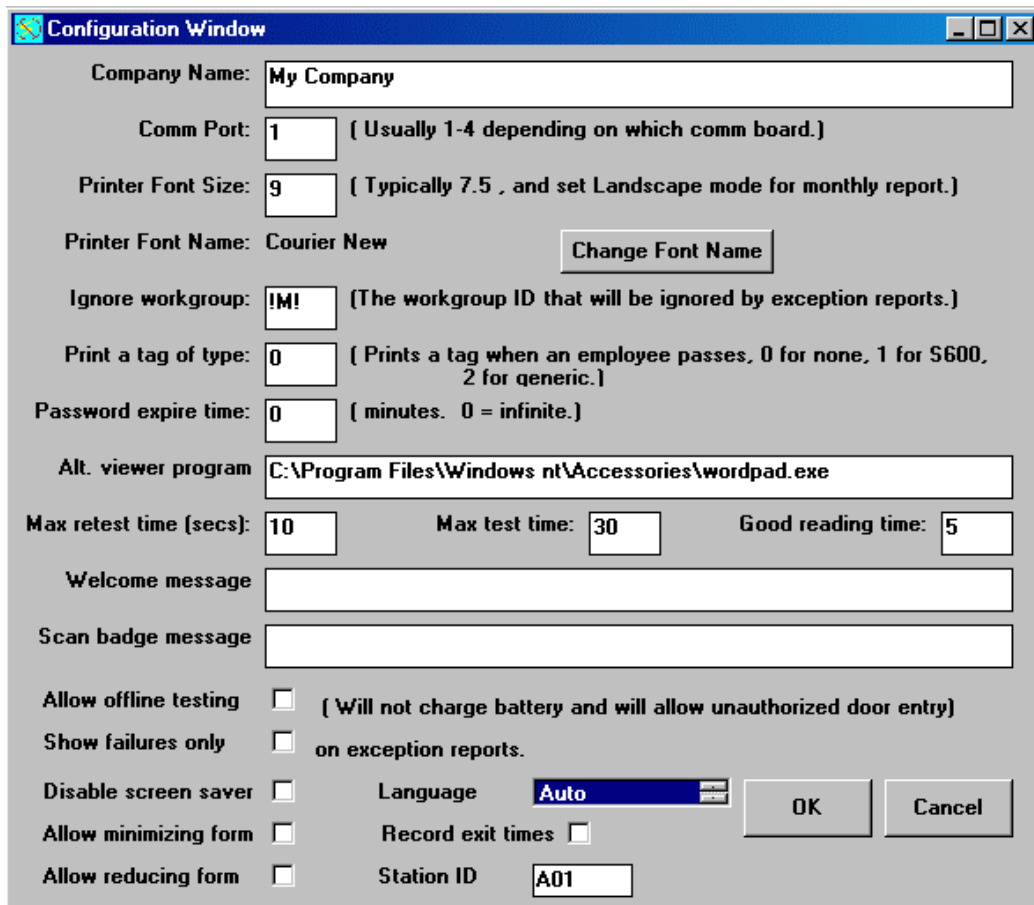 Configuration Window
Company Name: My Company
Comm Port: 1 ( Usually 1-4 depending on which comm board.)
Printer Font Size: 9 ( Typically 7.5 , and set Landscape mode for monthly report.)
Printer Font Name: Courier New Change Font Name
Ignore workgroup: !M! (The workgroup ID that will be ignored by exception reports.)
Print a tag of type: 0 ( Prints a tag when an employee passes, 0 for none, 1 for S600,
2 for generic.)
Password expire time: 0 ( minutes. 0 = infinite.)
Alt. viewer program C:\Program Files\Windows nt\Accessories\wordpad.exe
Max retest time (secs): 10 Max test time: 30 Good reading time: 5
Welcome message
Scan badge message
Allow offline testing ( Will not charge battery and will allow unauthorized door entry)
Show failures only on exception reports.
Disable screen saver Language Auto OK Cancel
Allow minimizing form Record exit times
Allow reducing form Station ID A01